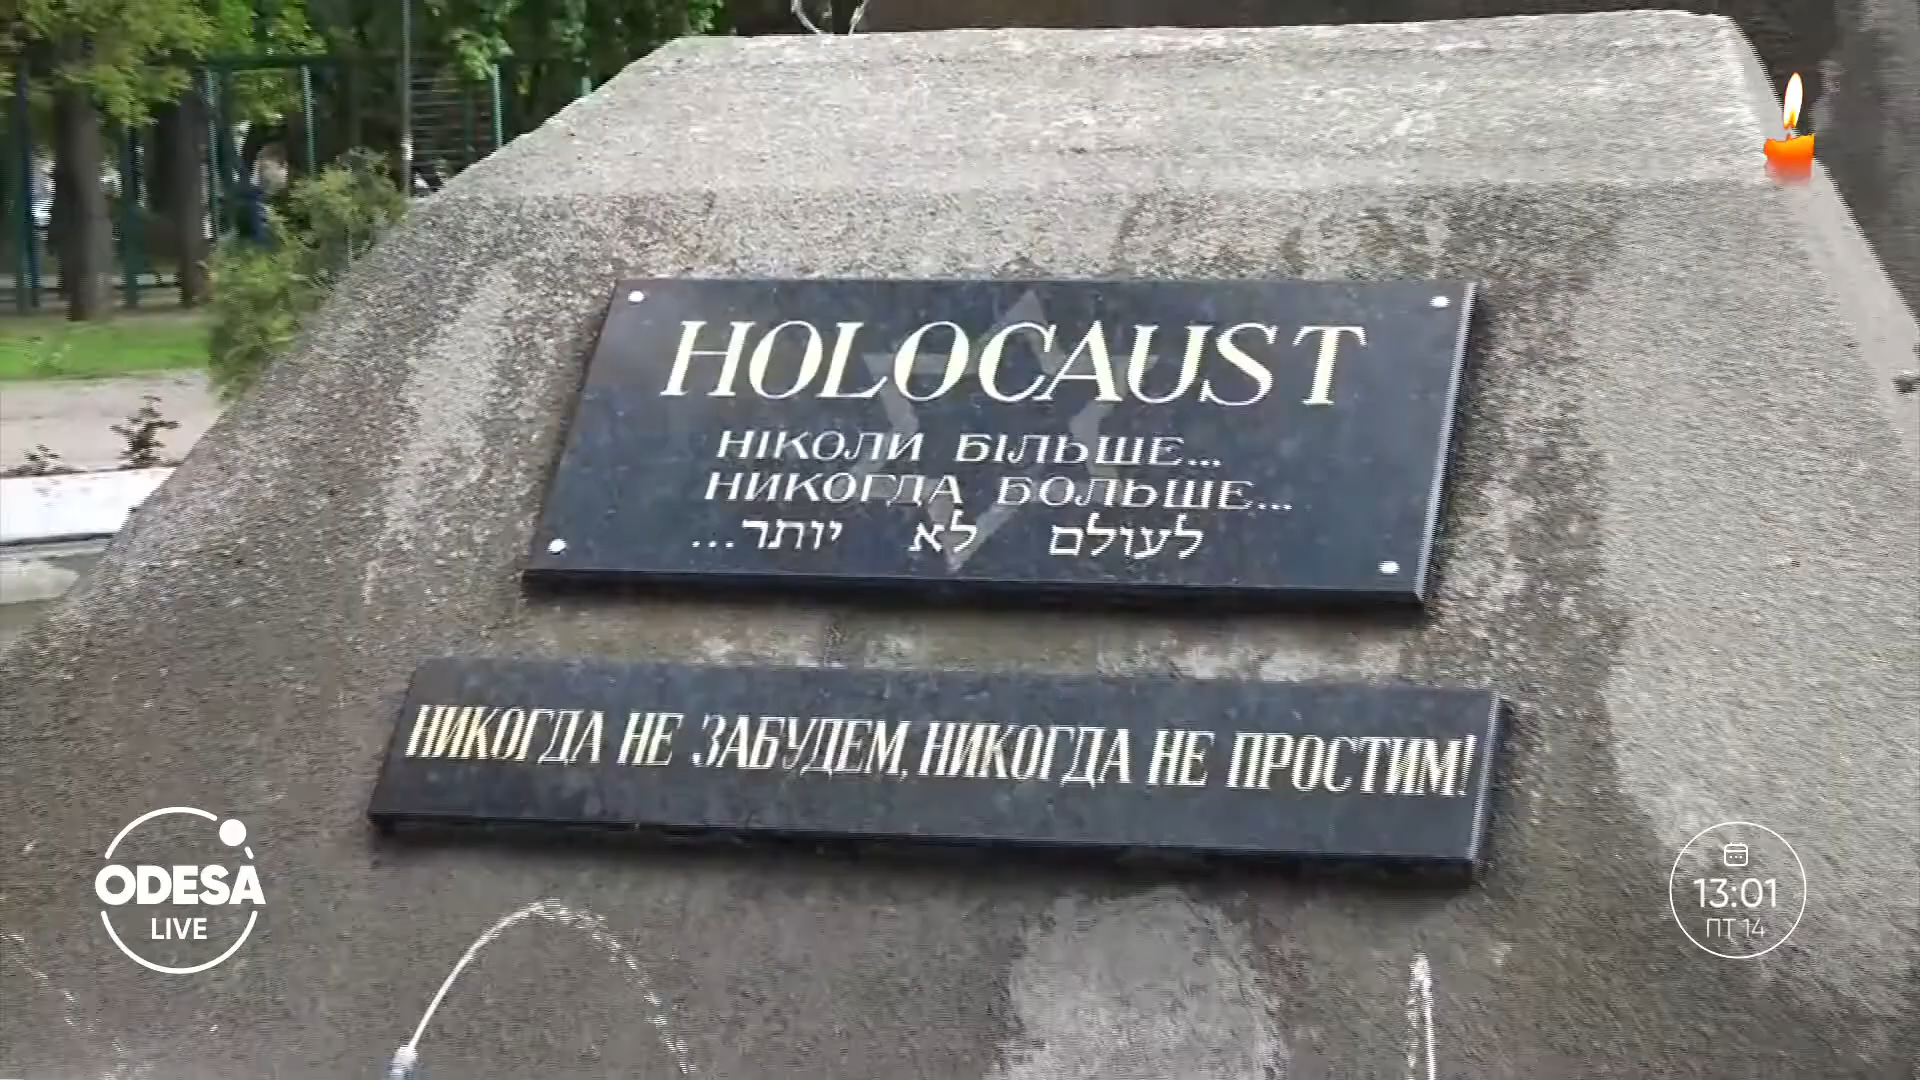 HOLOCAUST
НІКОЛИ БІЛЬШЕ...
НИКОГДА БОЛЬШЕ...
לעולם לא יותר...
НИКОГДА НЕ ЗАБУДЕМ, НИКОГДА НЕ ПРОСТИМ!
ODESA
LIVE
13:01
ПТ 14